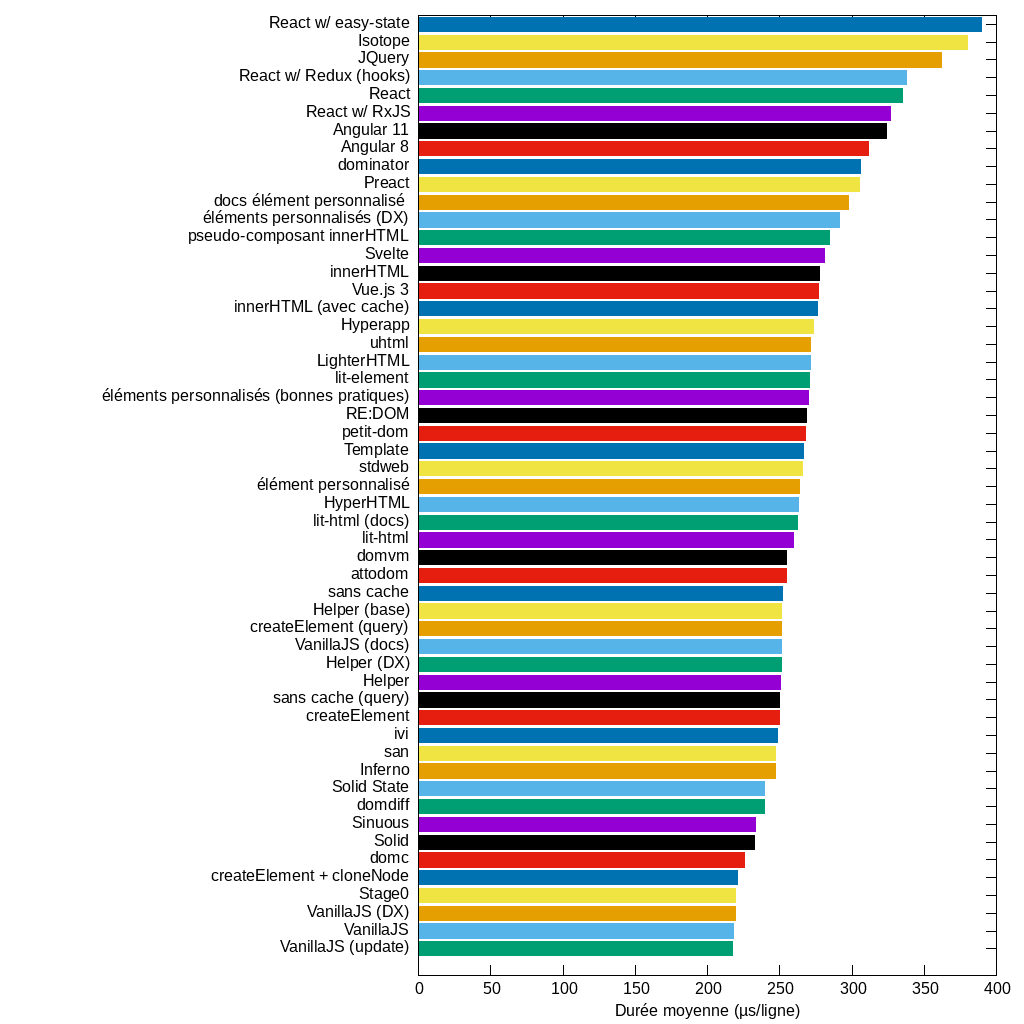 React w/ easy-state
Isotope
JQuery
React w/ Redux (hooks)
React
React w/ RxJS
Angular 11
Angular 8
dominator
Preact
docs élément personnalisé
éléments personnalisés (DX)
pseudo-composant innerHTML
Svelte
innerHTML
Vue.js 3
innerHTML (avec cache)
Hyperapp
uhtml
LighterHTML
lit-element
éléments personnalisés (bonnes pratiques)
RE:DOM
petit-dom
Template
stdweb
élément personnalisé
HyperHTML
lit-html (docs)
lit-html
domvm
attodom
sans cache
Helper (base)
createElement (query)
VanillaJS (docs)
Helper (DX)
Helper
sans cache (query)
createElement
ivi
san
Inferno
Solid State
domdiff
Sinuous
Solid
domc
createElement + cloneNode
Stage0
VanillaJS (DX)
VanillaJS
VanillaJS (update)
0 50 100 150 200 250 300 350 400
Durée moyenne (µs/ligne)